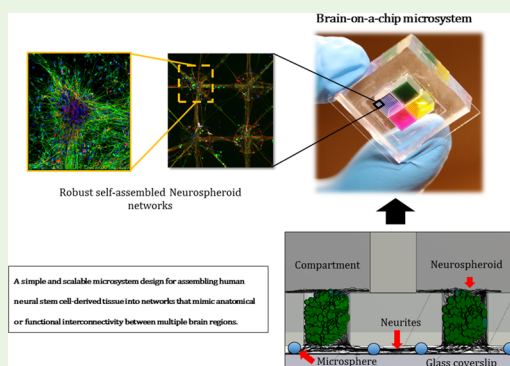 Brain-on-a-chip microsystem
Robust self-assembled Neurospheroid
networks
A simple and scalable microsystem design for assembling human
neural stem cell-derived tissue into networks that mimic anatomical
or functional interconnectivity between multiple brain regions.
Compartment
Neurospheroid
Neurites
Microsphere
Glass coverslip